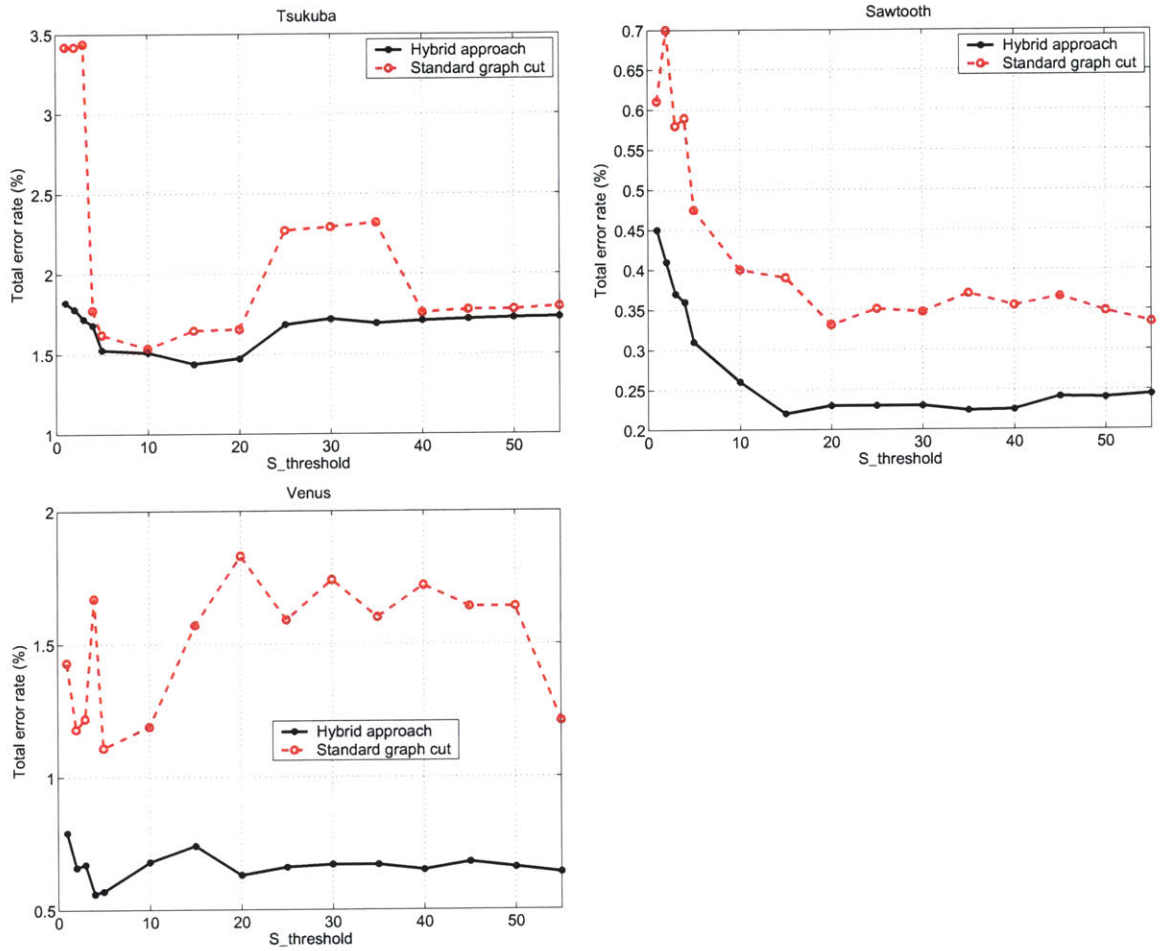 Tsukuba
3.5
3
2.5
2
1.5
1
Total error rate (%)
Hybrid approach
Standard graph cut
0 10 20 30 40 50
S_threshold
Sawtooth
0.7
0.65
0.6
0.55
0.5
0.45
0.4
0.35
0.3
0.25
0.2
Total error rate (%)
Hybrid approach
Standard graph cut
0 10 20 30 40 50
S_threshold
Venus
2
1.5
1
0.5
Total error rate (%)
Hybrid approach
Standard graph cut
0 10 20 30 40 50
S_threshold